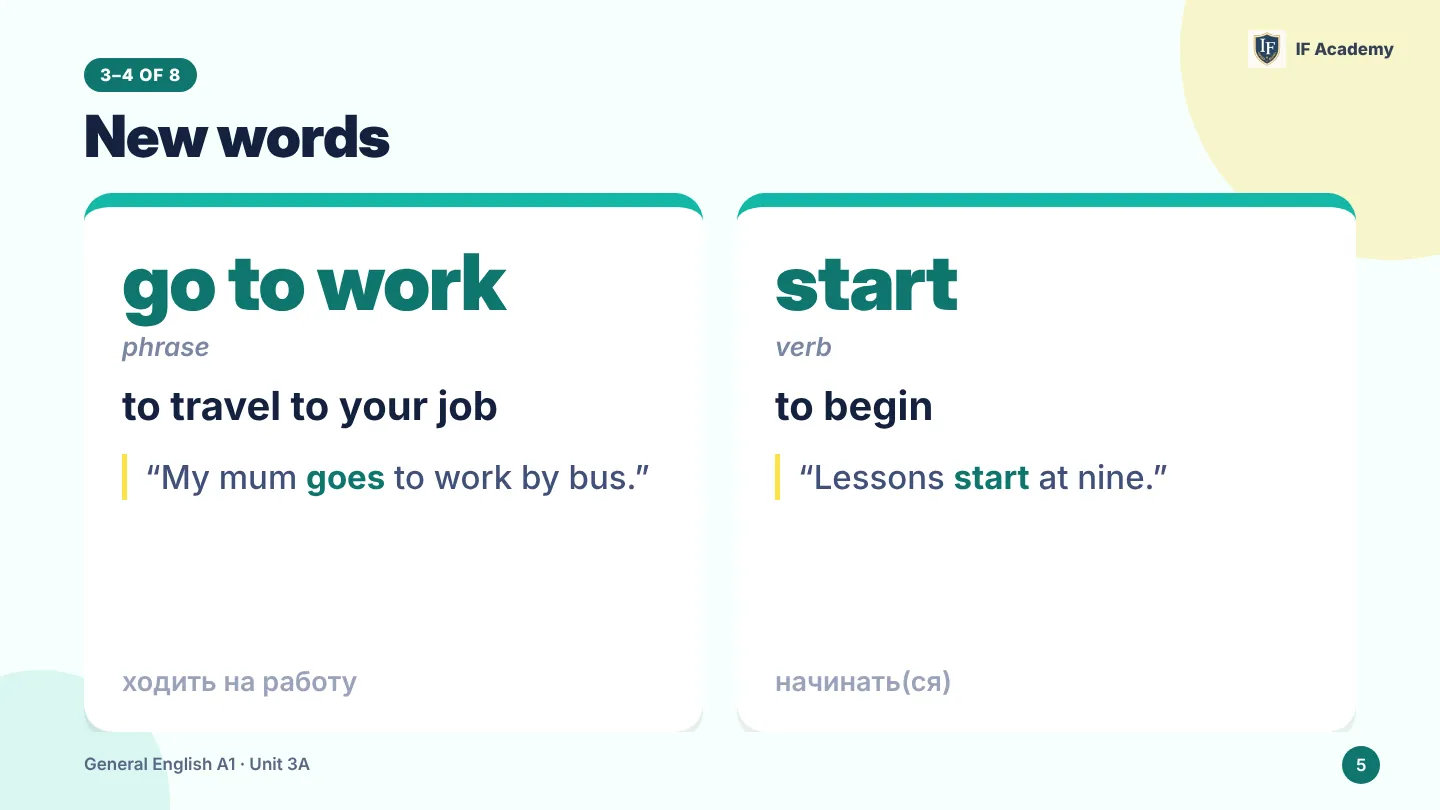 3–4 OF 8
IF
IF Academy
New words
go to work
phrase
to travel to your job
“My mum goes to work by bus.”
ходить на работу
start
verb
to begin
“Lessons start at nine.”
начинать(ся)
General English A1 · Unit 3A
5